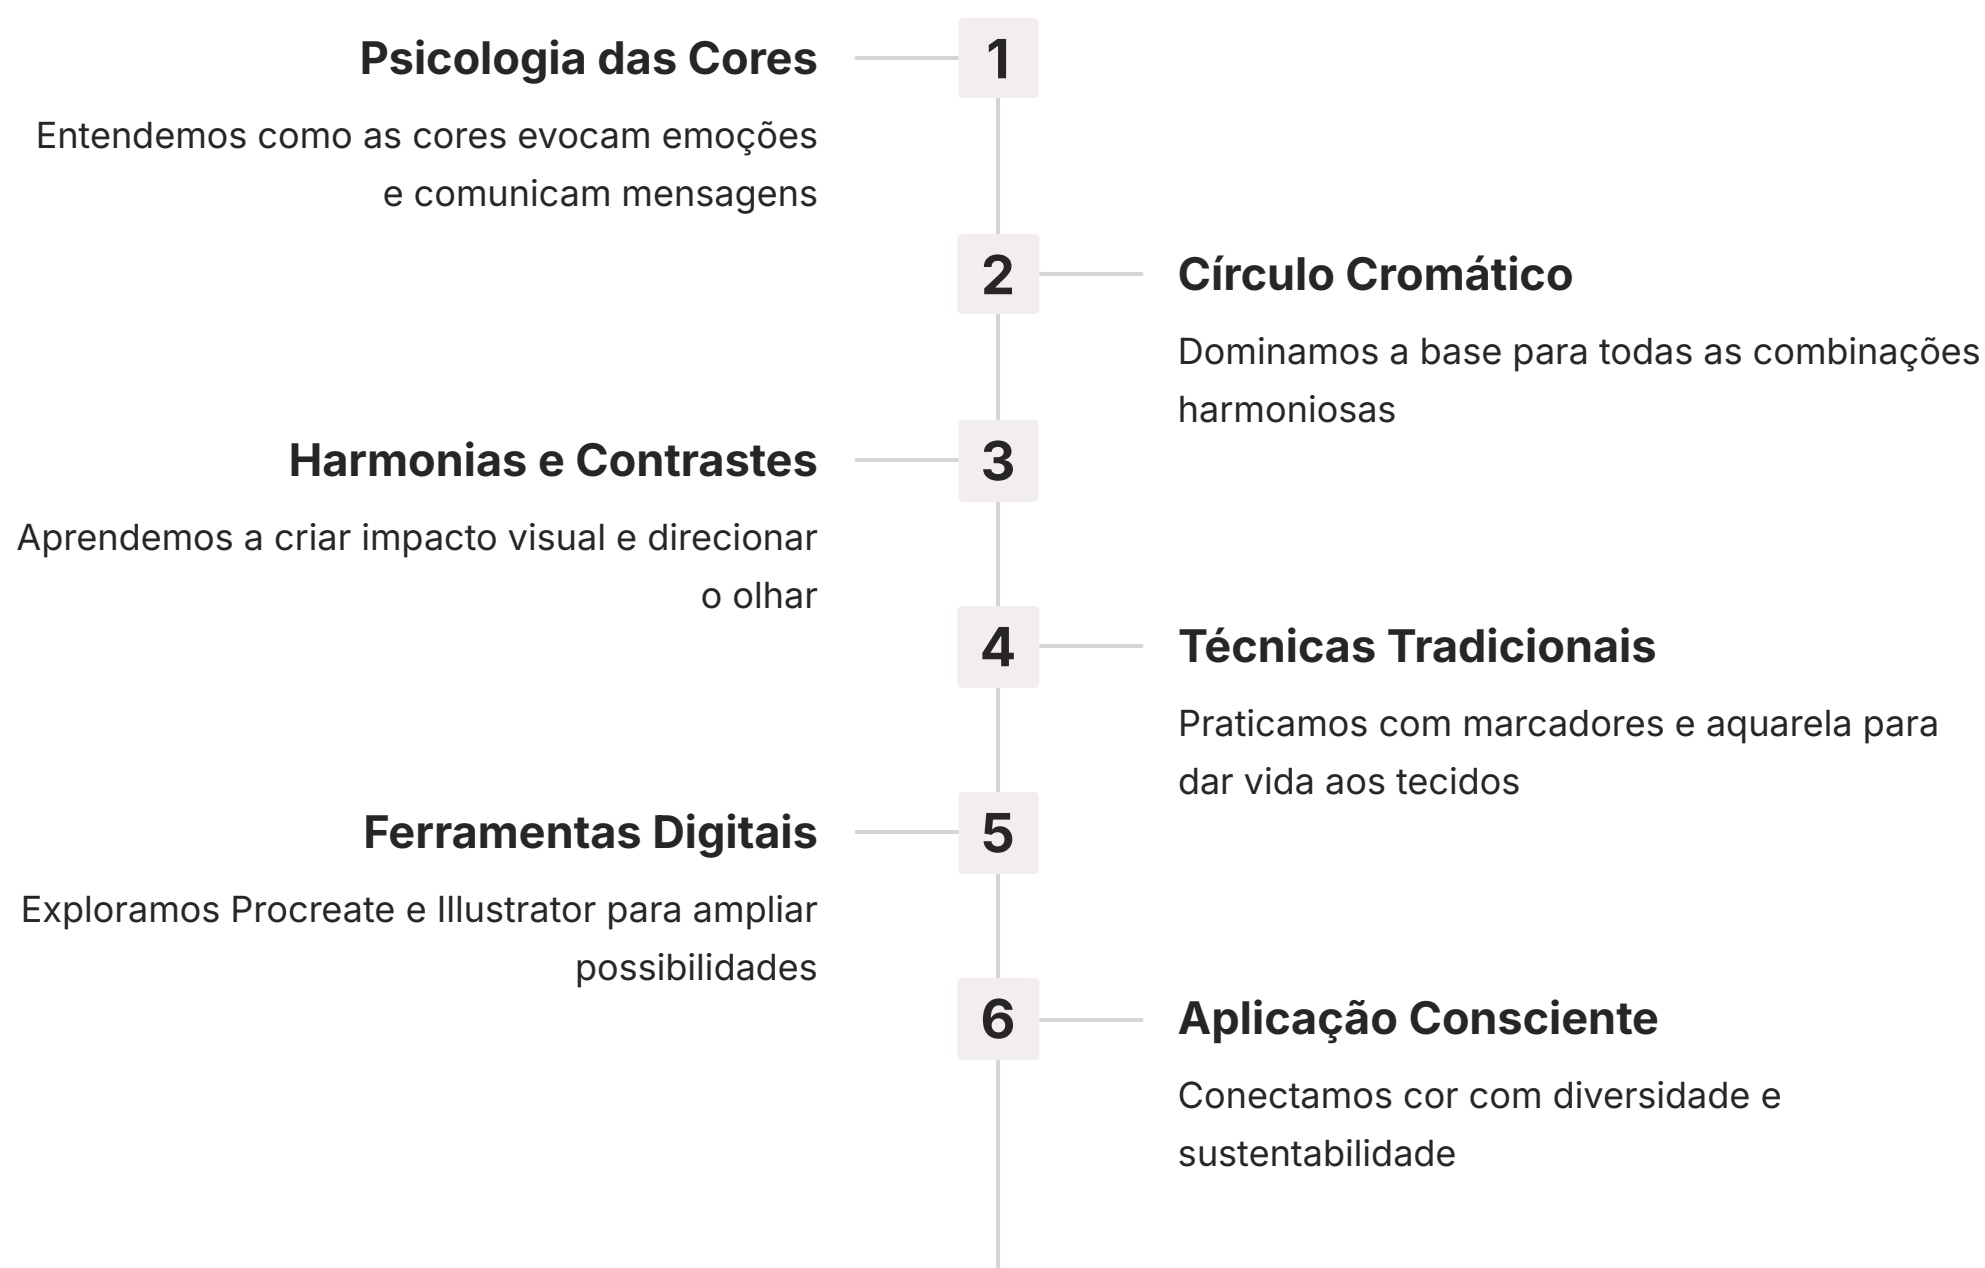 1
Psicologia das Cores
Entendemos como as cores evocam emoções
e comunicam mensagens
2
Círculo Cromático
Dominamos a base para todas as combinações
harmoniosas
3
Harmonias e Contrastes
Aprendemos a criar impacto visual e direcionar
o olhar
4
Técnicas Tradicionais
Praticamos com marcadores e aquarela para
dar vida aos tecidos
5
Ferramentas Digitais
Exploramos Procreate e Illustrator para ampliar
possibilidades
6
Aplicação Consciente
Conectamos cor com diversidade e
sustentabilidade